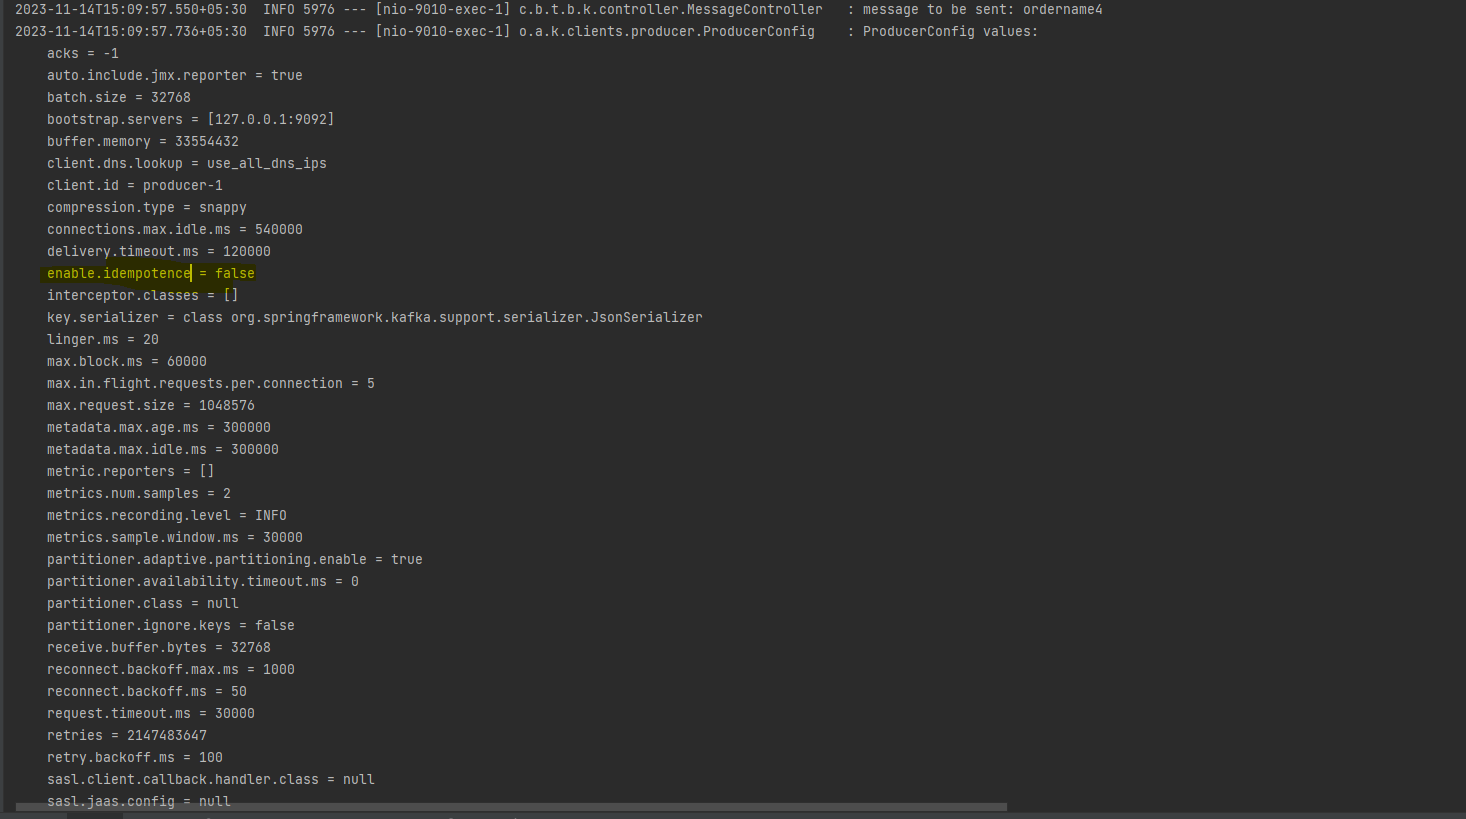 2023-11-14T15:09:57.550+05:30  INFO 5976 --- [nio-9010-exec-1] c.b.t.b.k.controller.MessageController   : message to be sent: ordername4
2023-11-14T15:09:57.736+05:30  INFO 5976 --- [nio-9010-exec-1] o.a.k.clients.producer.ProducerConfig    : ProducerConfig values:
acks = -1
auto.include.jmx.reporter = true
batch.size = 32768
bootstrap.servers = [127.0.0.1:9092]
buffer.memory = 33554432
client.dns.lookup = use_all_dns_ips
client.id = producer-1
compression.type = snappy
connections.max.idle.ms = 540000
delivery.timeout.ms = 120000
enable.idempotence = false
interceptor.classes = []
key.serializer = class org.springframework.kafka.support.serializer.JsonSerializer
linger.ms = 20
max.block.ms = 60000
max.in.flight.requests.per.connection = 5
max.request.size = 1048576
metadata.max.age.ms = 300000
metadata.max.idle.ms = 300000
metric.reporters = []
metrics.num.samples = 2
metrics.recording.level = INFO
metrics.sample.window.ms = 30000
partitioner.adaptive.partitioning.enable = true
partitioner.availability.timeout.ms = 0
partitioner.class = null
partitioner.ignore.keys = false
receive.buffer.bytes = 32768
reconnect.backoff.max.ms = 1000
reconnect.backoff.ms = 50
request.timeout.ms = 30000
retries = 2147483647
retry.backoff.ms = 100
sasl.client.callback.handler.class = null
sasl.jaas.config = null